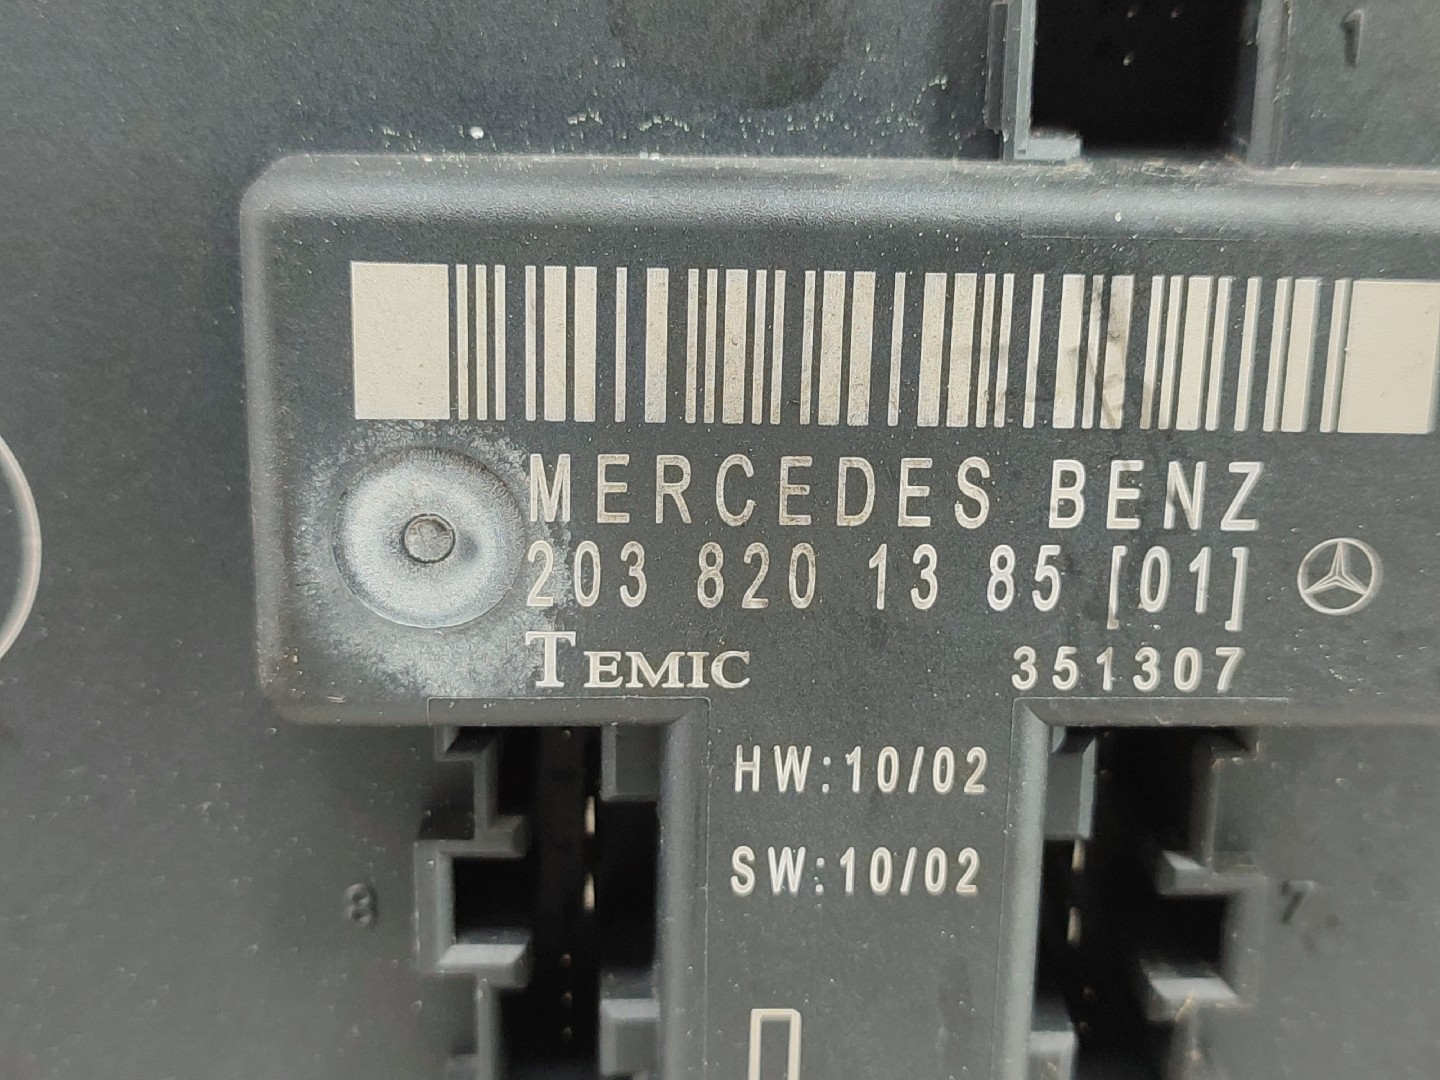 1
MERCEDES BENZ
203 820 13 85 [01]
TEMIC 351307
HW:10/02
SW:10/02
8
7